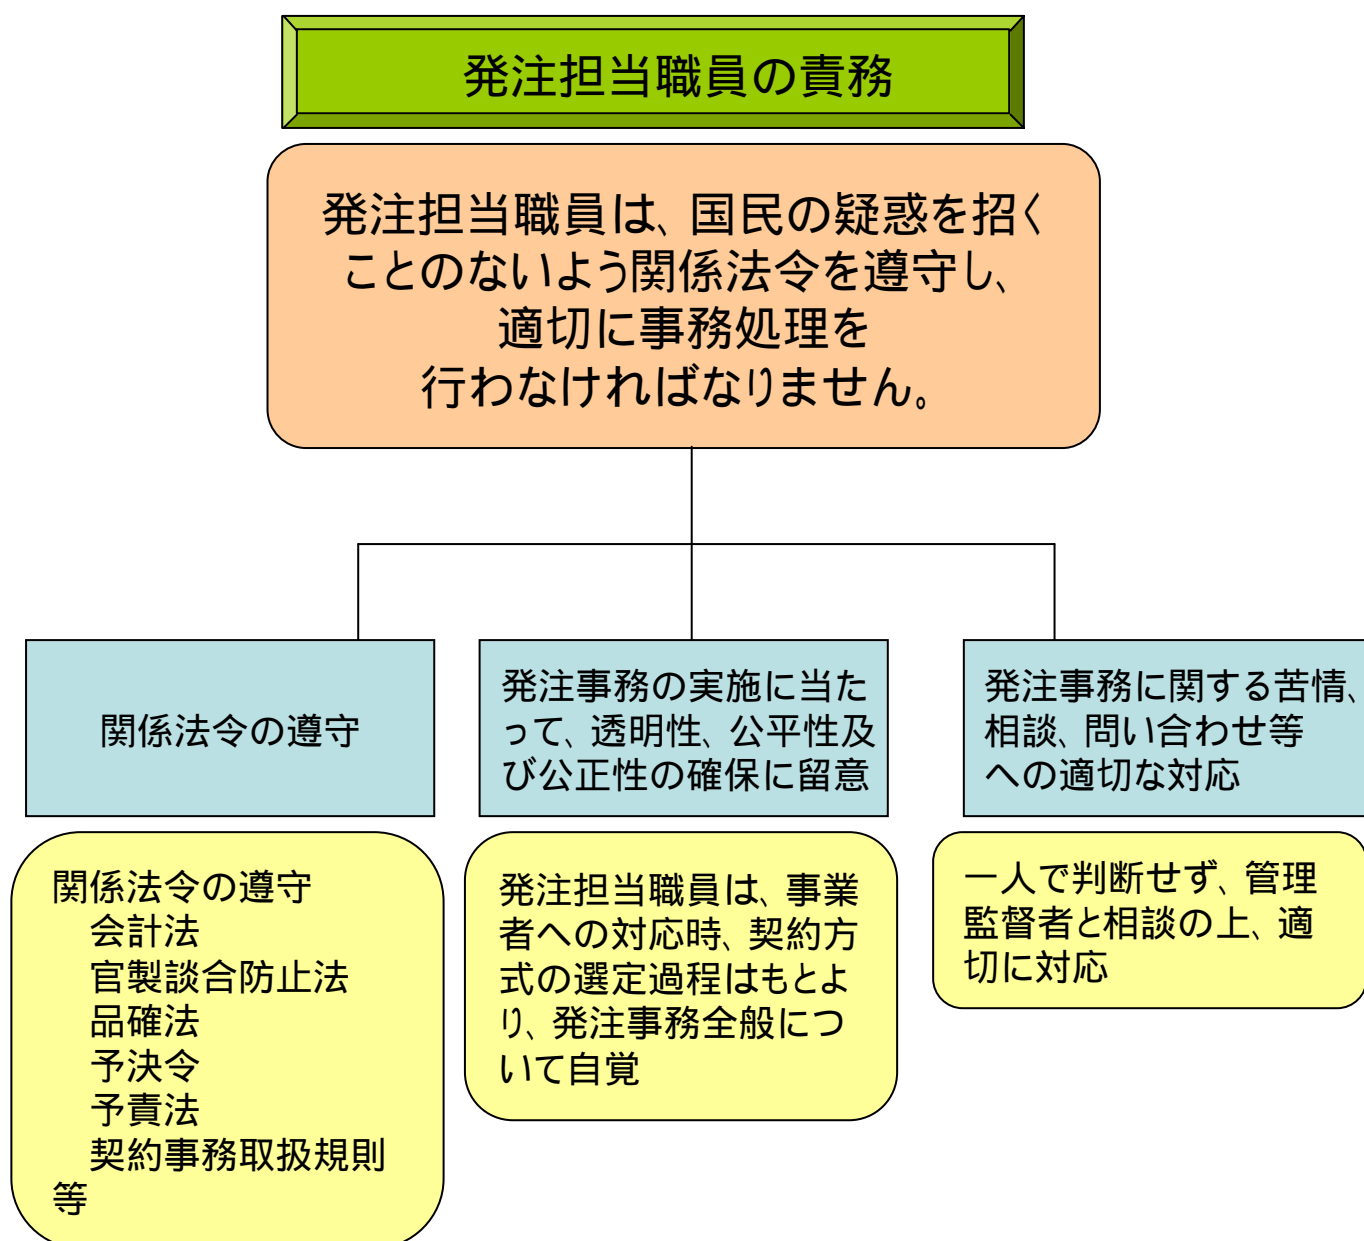 発注担当職員の責務
発注担当職員は、国民の疑惑を招く
ことのないよう関係法令を遵守し、
適切に事務処理を
行わなければなりません。
関係法令の遵守
発注事務の実施に当た
って、透明性、公平性及
び公正性の確保に留意
発注事務に関する苦情、
相談、問い合わせ等
への適切な対応
関係法令の遵守
会計法
官製談合防止法
品確法
予決令
予責法
契約事務取扱規則
等
発注担当職員は、事業
者への対応時、契約方
式の選定過程はもとよ
り、発注事務全般につ
いて自覚
一人で判断せず、管理
監督者と相談の上、適
切に対応